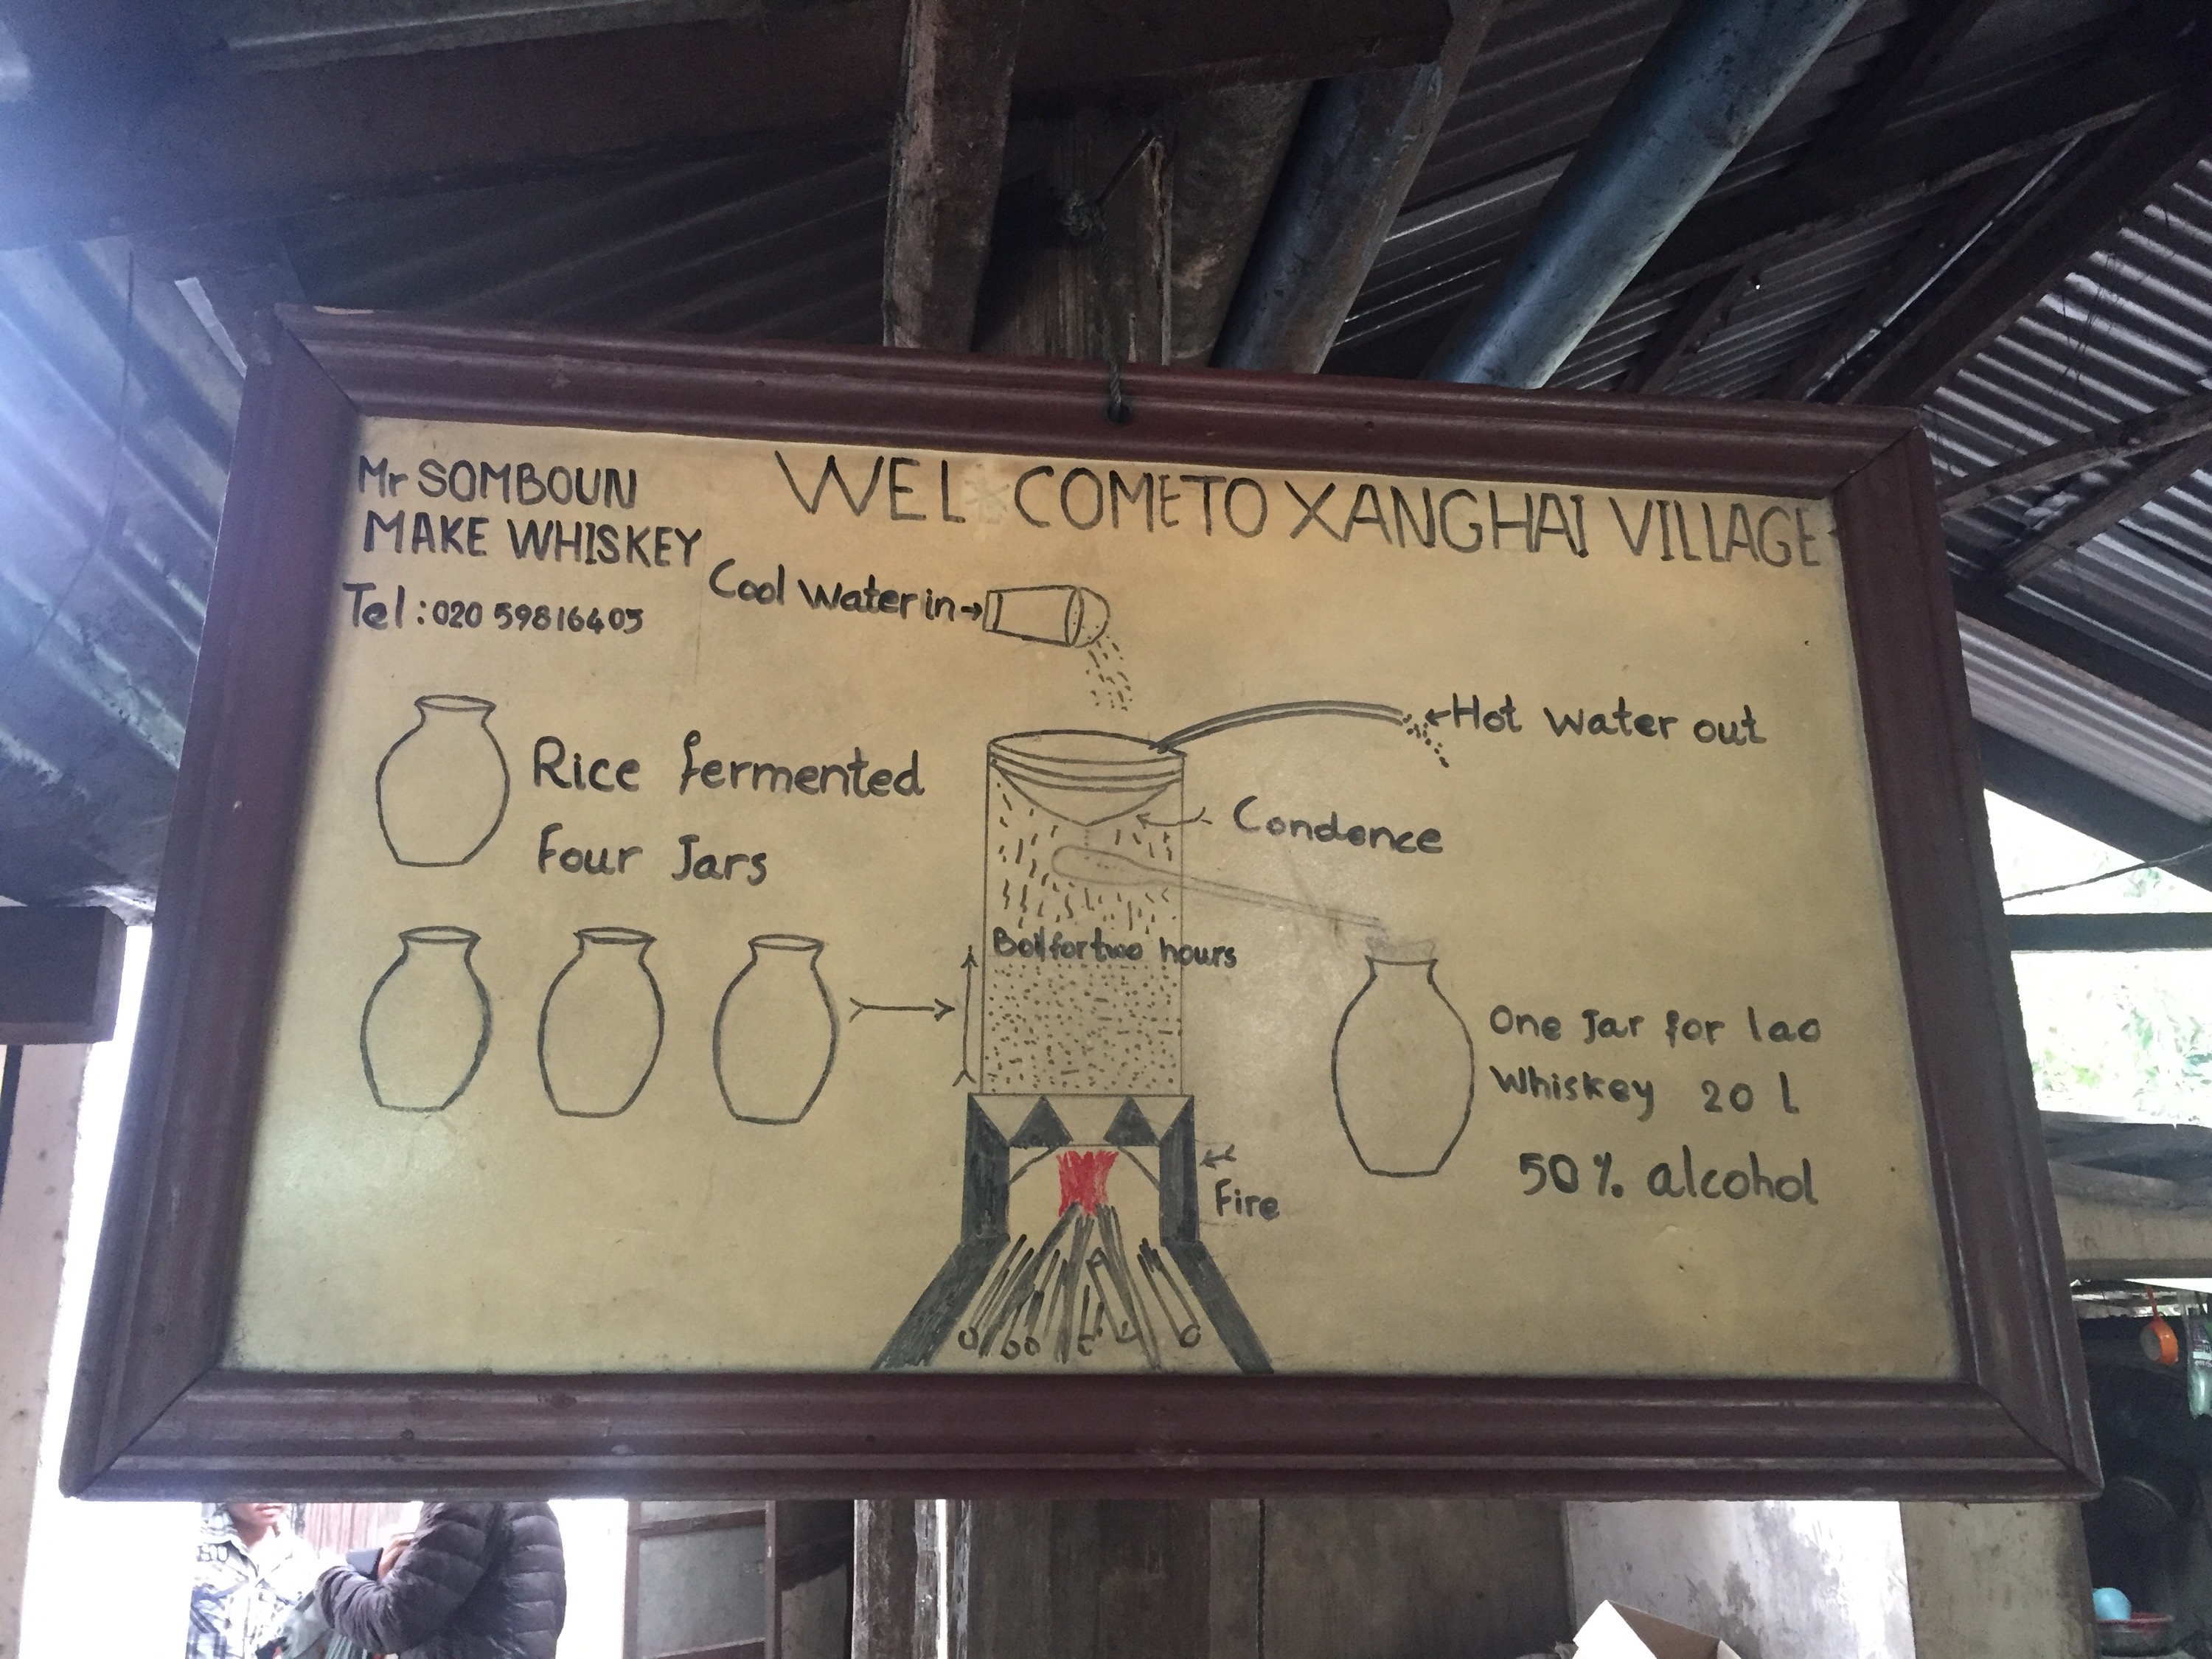 Mr SOMBOUN
MAKE WHISKEY
Tel: 020 59816405
WEL COMETO XANGHAI VILLAGE
Cool Water in
Hot Water out
Rice fermented
Four Jars
Condence
Boil for two hours
One Jar for lao
Whiskey 20 l
50% alcohol
Fire